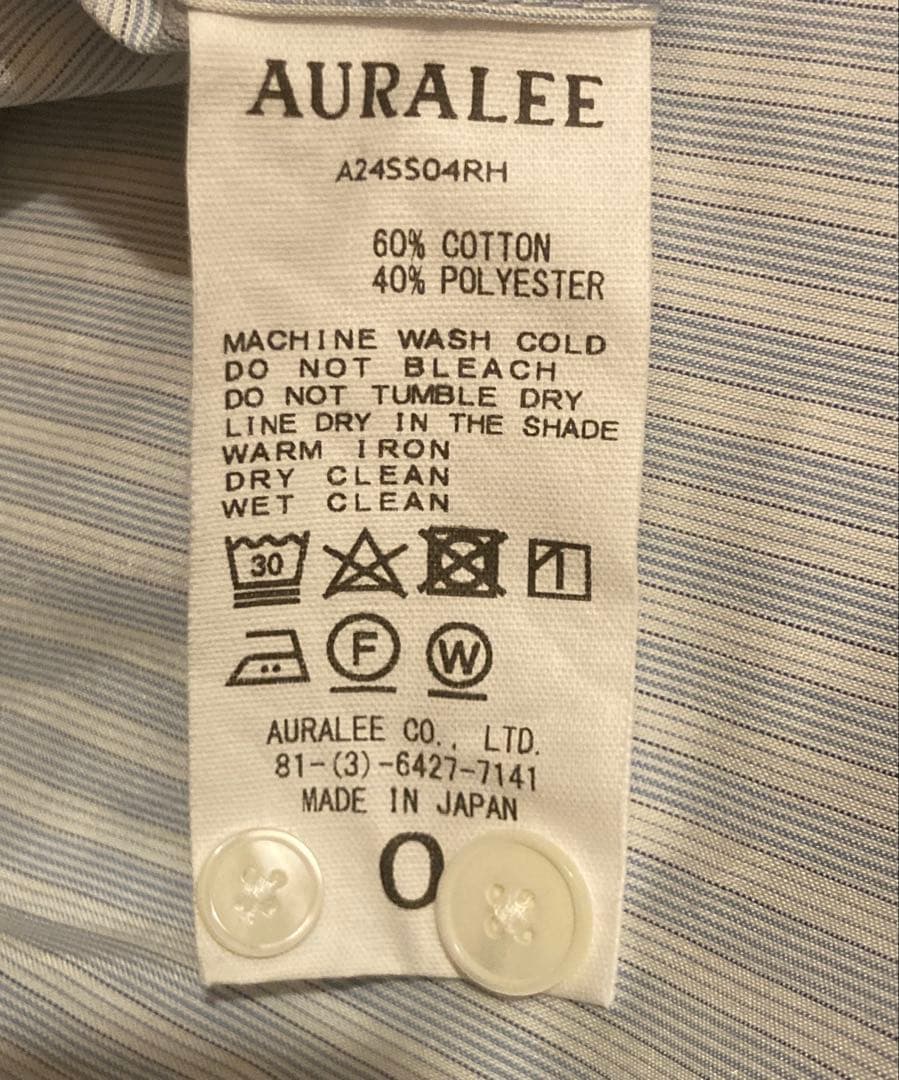 AURALEE
A24SS04RH
60% COTTON
40% POLYESTER
MACHINE WASH COLD
DO NOT BLEACH
DO NOT TUMBLE DRY
LINE DRY IN THE SHADE
WARM IRON
DRY CLEAN
WET CLEAN
30
F W
AURALEE CO., LTD.
81-(3)-6427-7141
MADE IN JAPAN
0